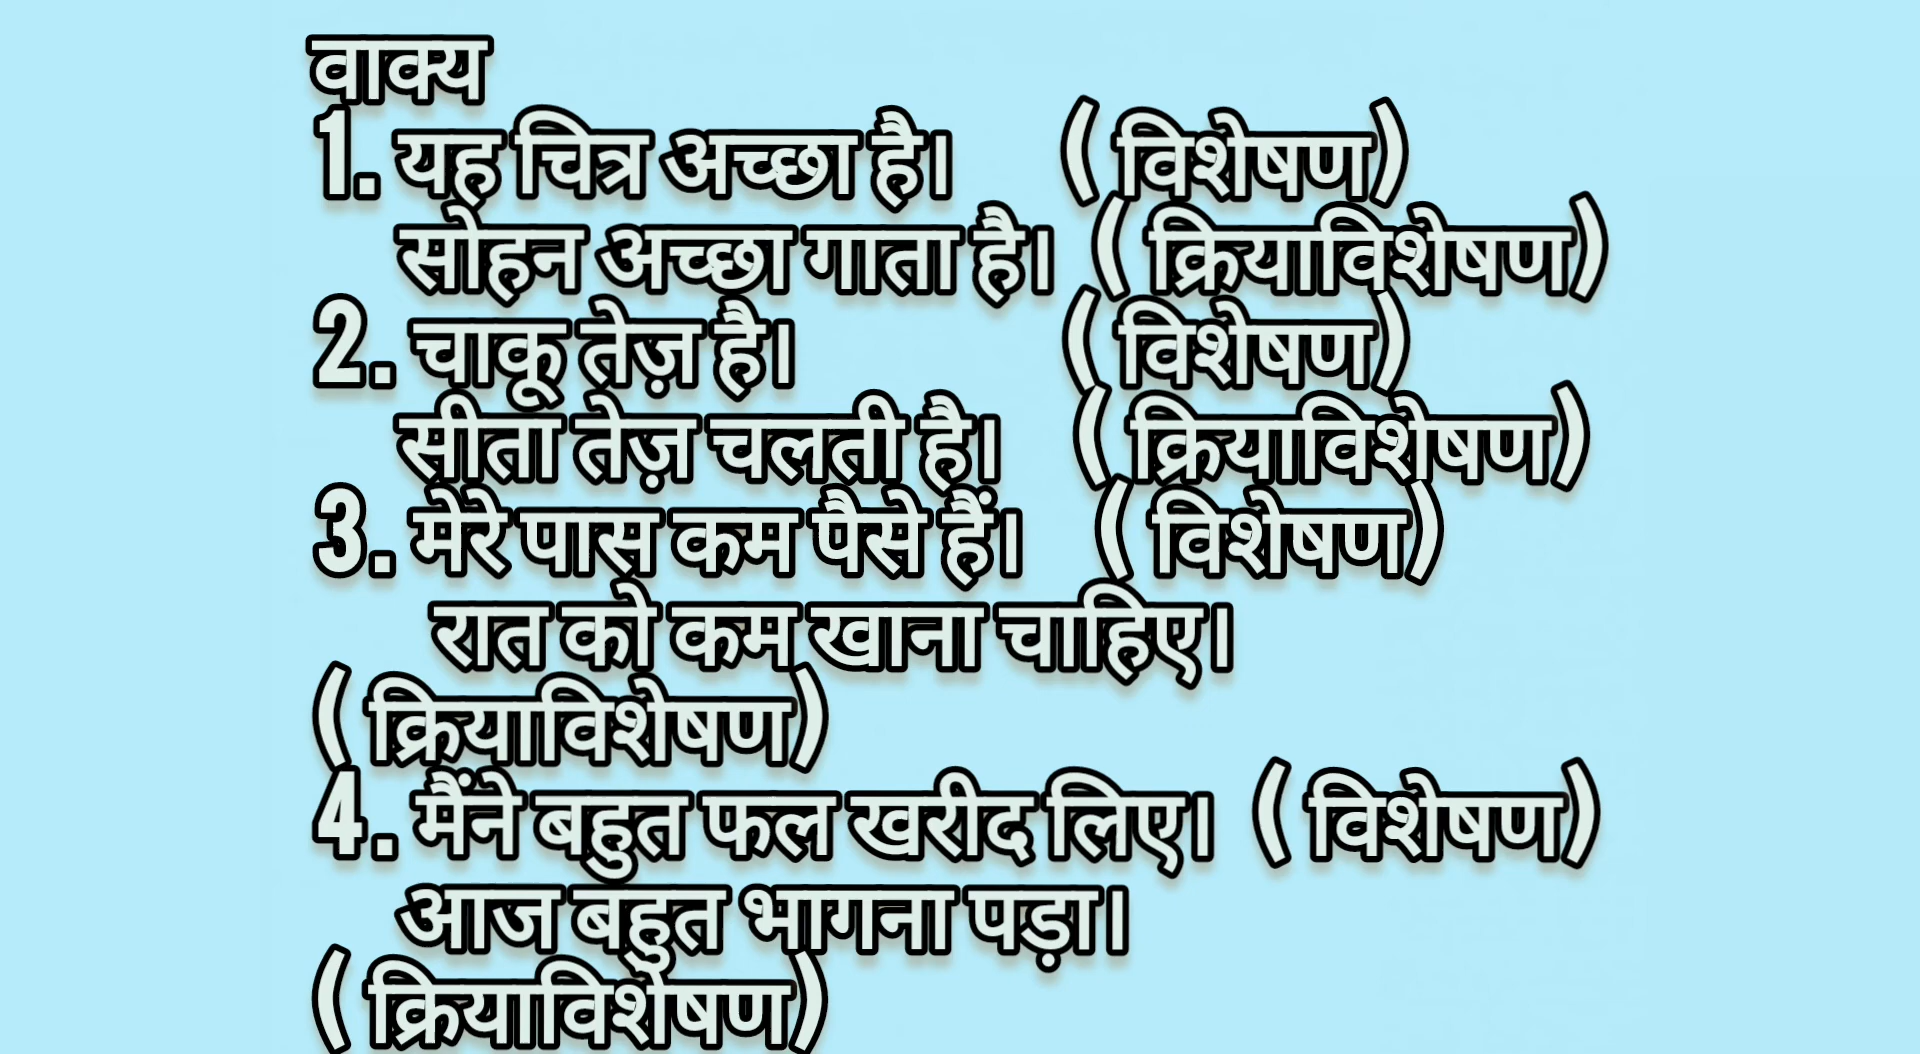 वाक्य
1. यह चित्र अच्छा है। ( विशेषण)
सोहन अच्छा गाता है। ( क्रियाविशेषण)
2. चाकू तेज़ है। ( विशेषण)
सीता तेज़ चलती है। ( क्रियाविशेषण)
3. मेरे पास कम पैसे हैं। ( विशेषण)
रात को कम खाना चाहिए।
( क्रियाविशेषण)
4. मैंने बहुत फल खरीद लिए। ( विशेषण)
आज बहुत भागना पड़ा।
( क्रियाविशेषण)